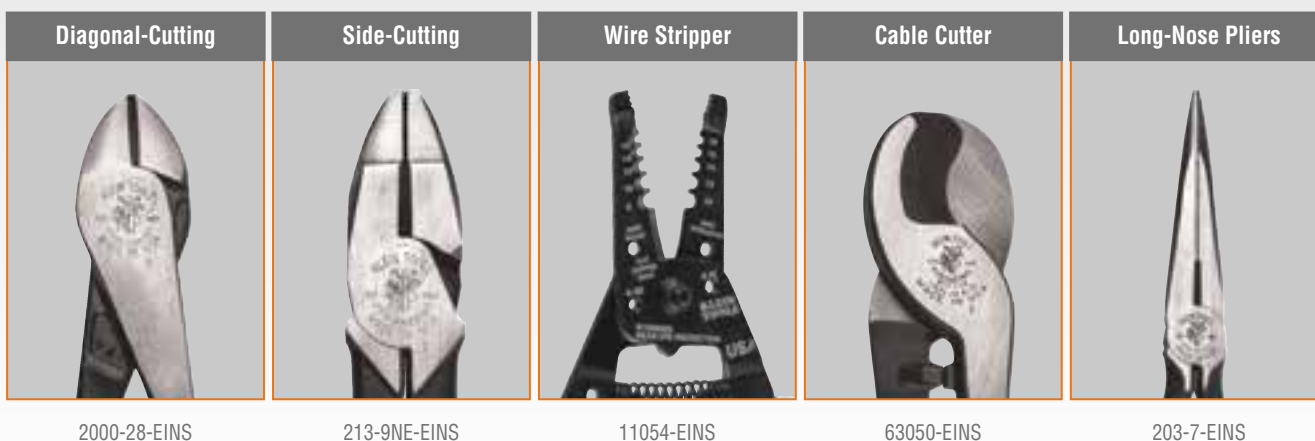 Diagonal-Cutting
Side-Cutting
Wire Stripper
Cable Cutter
Long-Nose Pliers
USA
2000-28-EINS
213-9NE-EINS
11054-EINS
63050-EINS
203-7-EINS